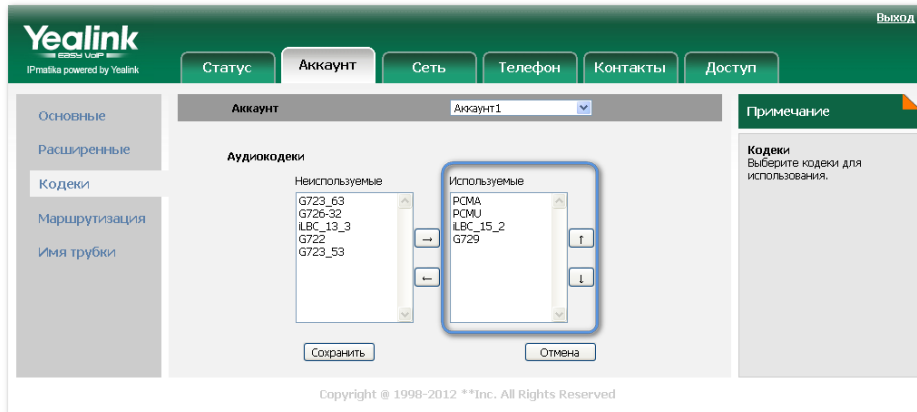 Выход
Yealink
EASY VoIP
IPmatika powered by Yealink
Статус
Аккаунт
Сеть
Телефон
Контакты
Доступ
Основные
Расширенные
Кодеки
Маршрутизация
Имя трубки
Аккаунт
Аккаунт1
Аудиокодеки
Неиспользуемые
G723_63
G726-32
iLBC_13_3
G722
G723_53
→
←
Используемые
PCMA
PCMU
iLBC_15_2
G729
↑
↓
Сохранить
Отмена
Примечание
Кодеки
Выберите кодеки для
использования.
Copyright @ 1998-2012 **Inc. All Rights Reserved